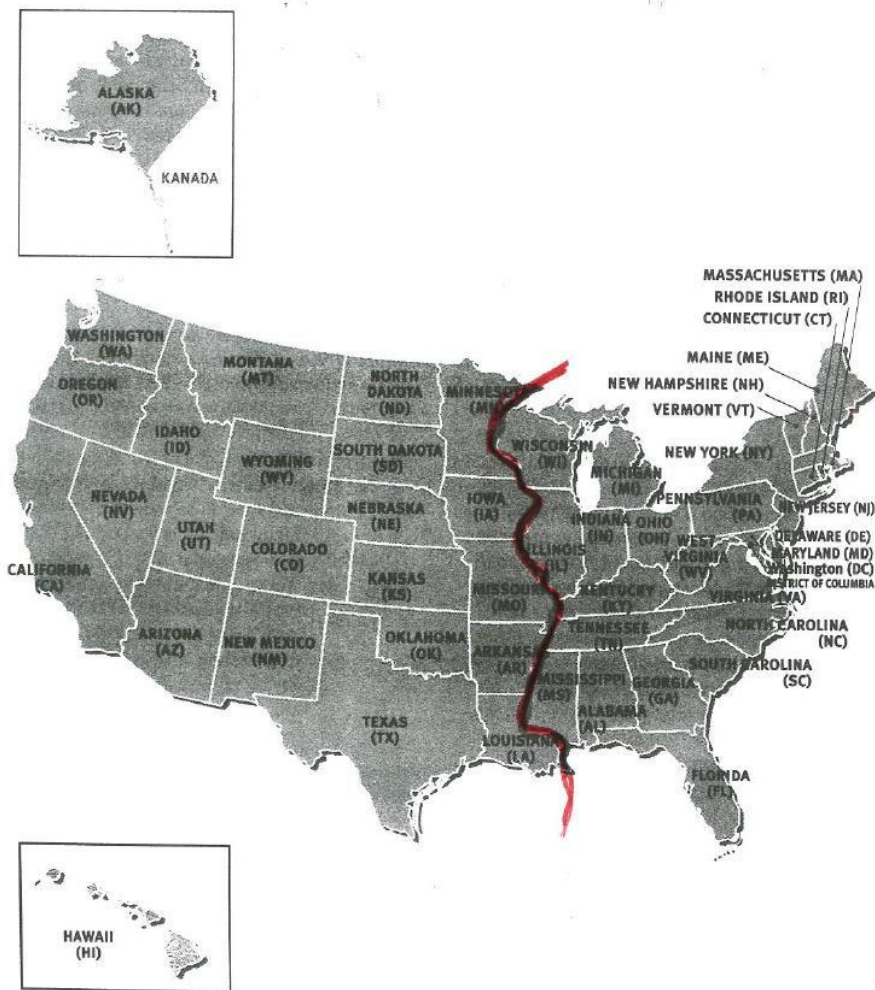 ALASKA
(AK)
KANADA
MASSACHUSETTS (MA)
RHODE ISLAND (RI)
CONNECTICUT (CT)
MAINE (ME)
NEW HAMPSHIRE (NH)
VERMONT (VT)
WASHINGTON
(WA)
MONTANA
(MT)
NORTH
DAKOTA
(ND)
MINNES
OREGON
(OR)
IDAHO
(ID)
WYOMING
(WY)
SOUTH DAKOTA
(SD)
WISCONSIN
(WI)
MICHIGAN
(MI)
NEW YORK (NY)
NEVADA
(NV)
UTAH
(UT)
COLORADO
(CO)
NEBRASKA
(NE)
IOWA
(IA)
ILLINOIS
(IL)
INDIANA
(IN)
OHIO
(OH)
PENNSYLVANIA
(PA)
NEW JERSEY (NJ)
DELAWARE (DE)
MARYLAND (MD)
Washington (DC)
DISTRICT OF COLUMBIA
WEST
VIRGINIA
(WV)
VIRGINIA (VA)
CALIFORNIA
(CA)
KANSAS
(KS)
MISSOURI
(MO)
KENTUCKY
(KY)
NORTH CAROLINA
(NC)
ARIZONA
(AZ)
NEW MEXICO
(NM)
OKLAHOMA
(OK)
ARKANS
(AR)
TENNESSEE
(TN)
SOUTH CAROLINA
(SC)
MISSISSIPPI
(MS)
ALABAMA
(AL)
GEORGIA
(GA)
TEXAS
(TX)
LOUISIANA
(LA)
FLORIDA
(FL)
HAWAII
(HI)